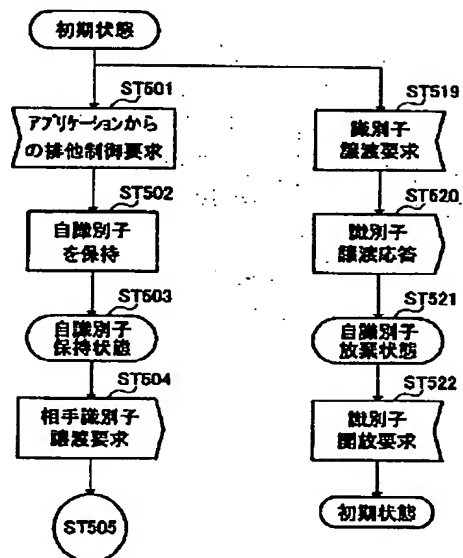 初期状態
ST501
アプリケーションから
の排他制御要求
ST502
自識別子
を保持
ST503
自識別子
保持状態
ST504
相手識別子
譲渡要求
ST505
ST519
識別子
譲渡要求
ST520
識別子
譲渡応答
ST521
自識別子
放棄状態
ST522
識別子
開放要求
初期状態